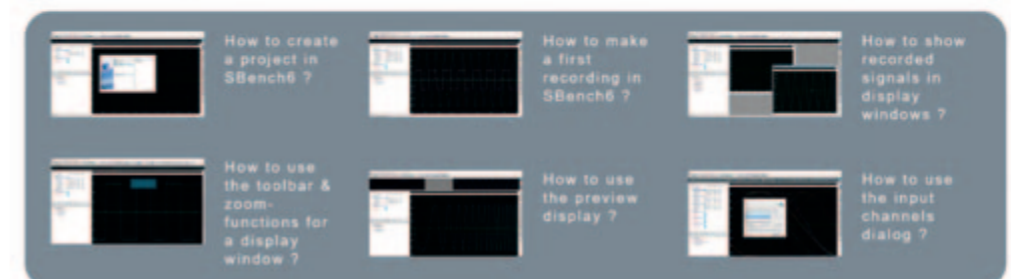 How to create
a project in
SBench6 ?
How to make
a first
recording in
SBench6 ?
How to show
recorded
signals in
display
windows ?
How to use
the toolbar &
zoom-
functions for
a display
window ?
How to use
the preview
display ?
How to use
the input
channels
dialog ?